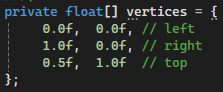 private float[] vertices = {
0.0f, 0.0f, // left
1.0f, 0.0f, // right
0.5f, 1.0f // top
};